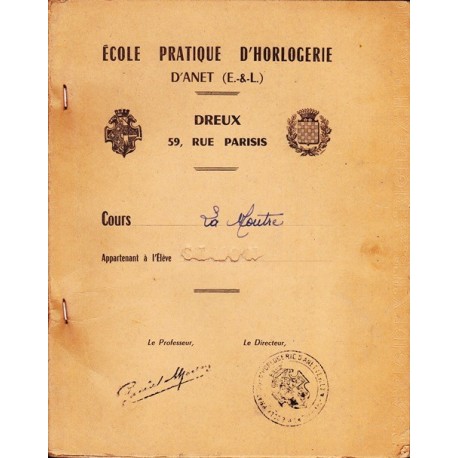 ÉCOLE PRATIQUE D'HORLOGERIE
D'ANET (E.-&-L.)
DREUX
59, RUE PARISIS
Cours La Montre
Appartenant à l'Élève
Le Professeur, Le Directeur,